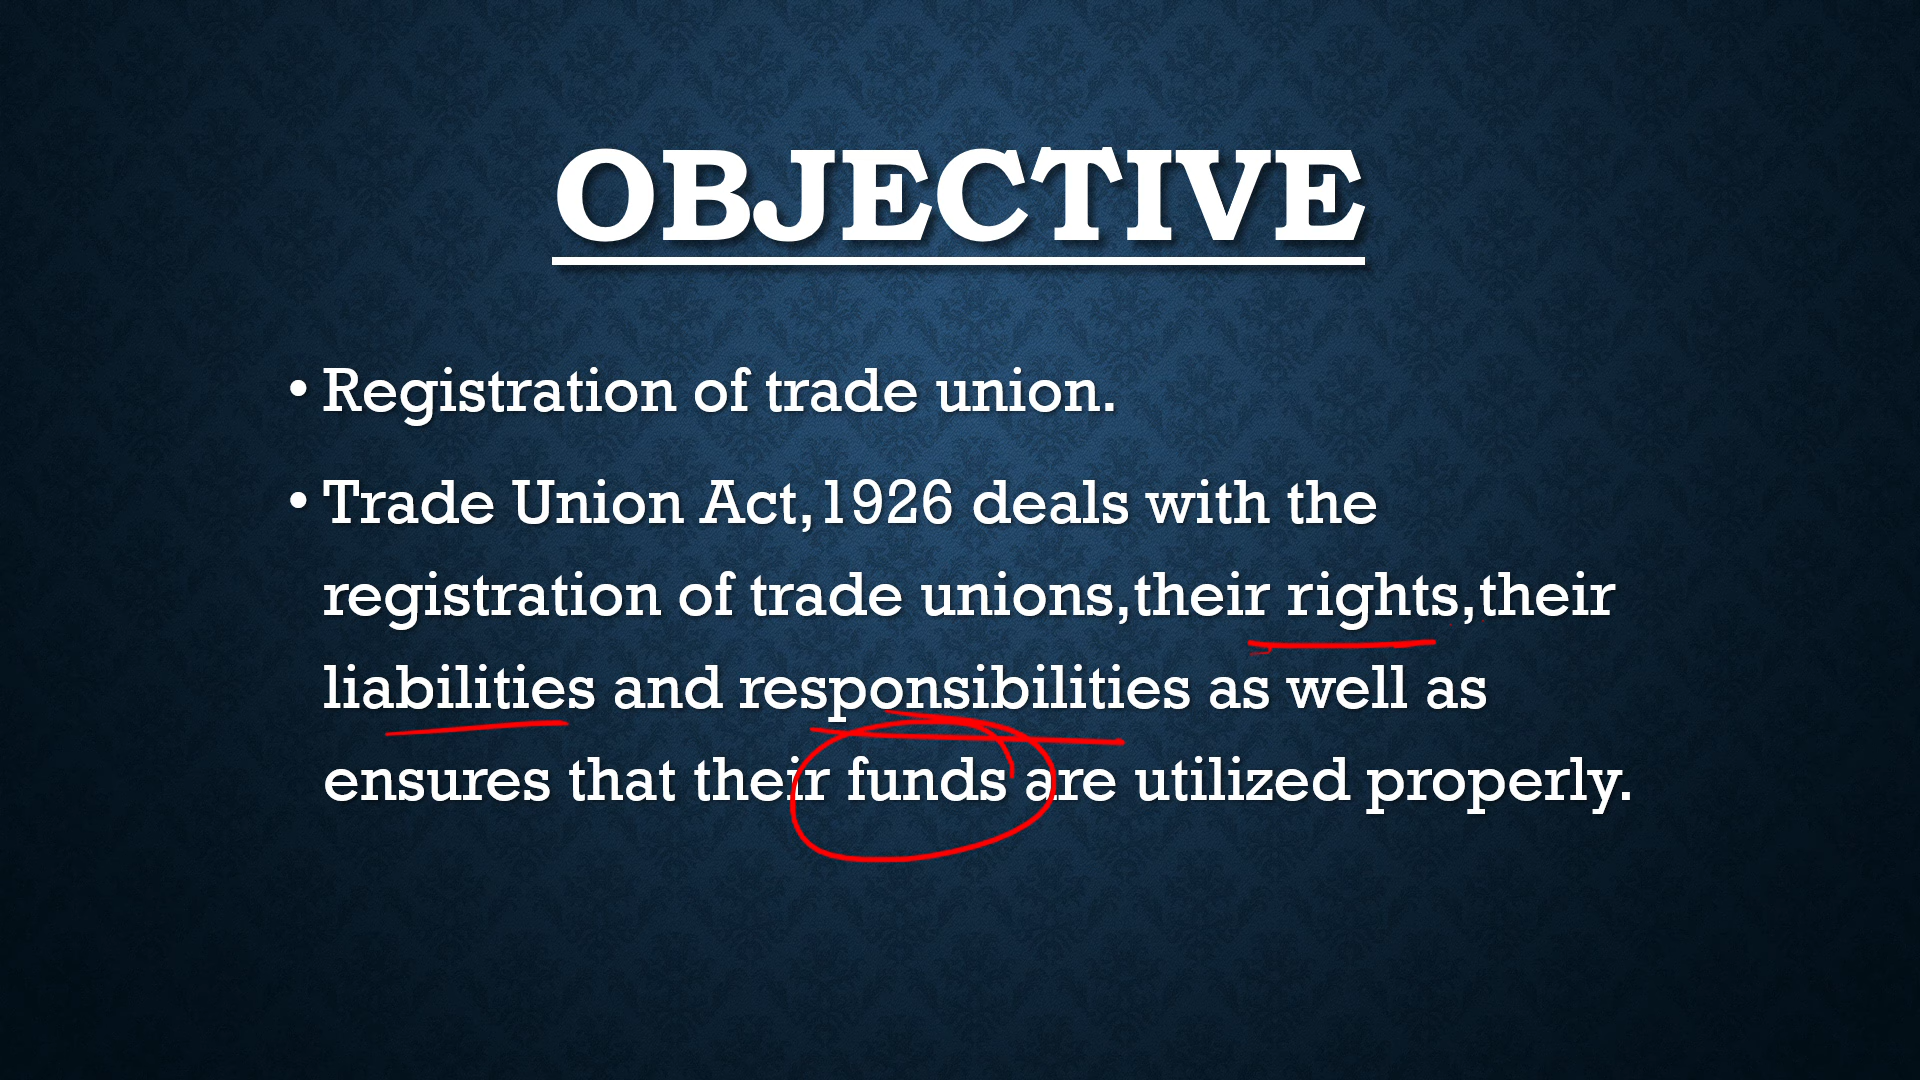 OBJECTIVE
• Registration of trade union.
• Trade Union Act,1926 deals with the
registration of trade unions,their rights,their
liabilities and responsibilities as well as
ensures that their funds are utilized properly.